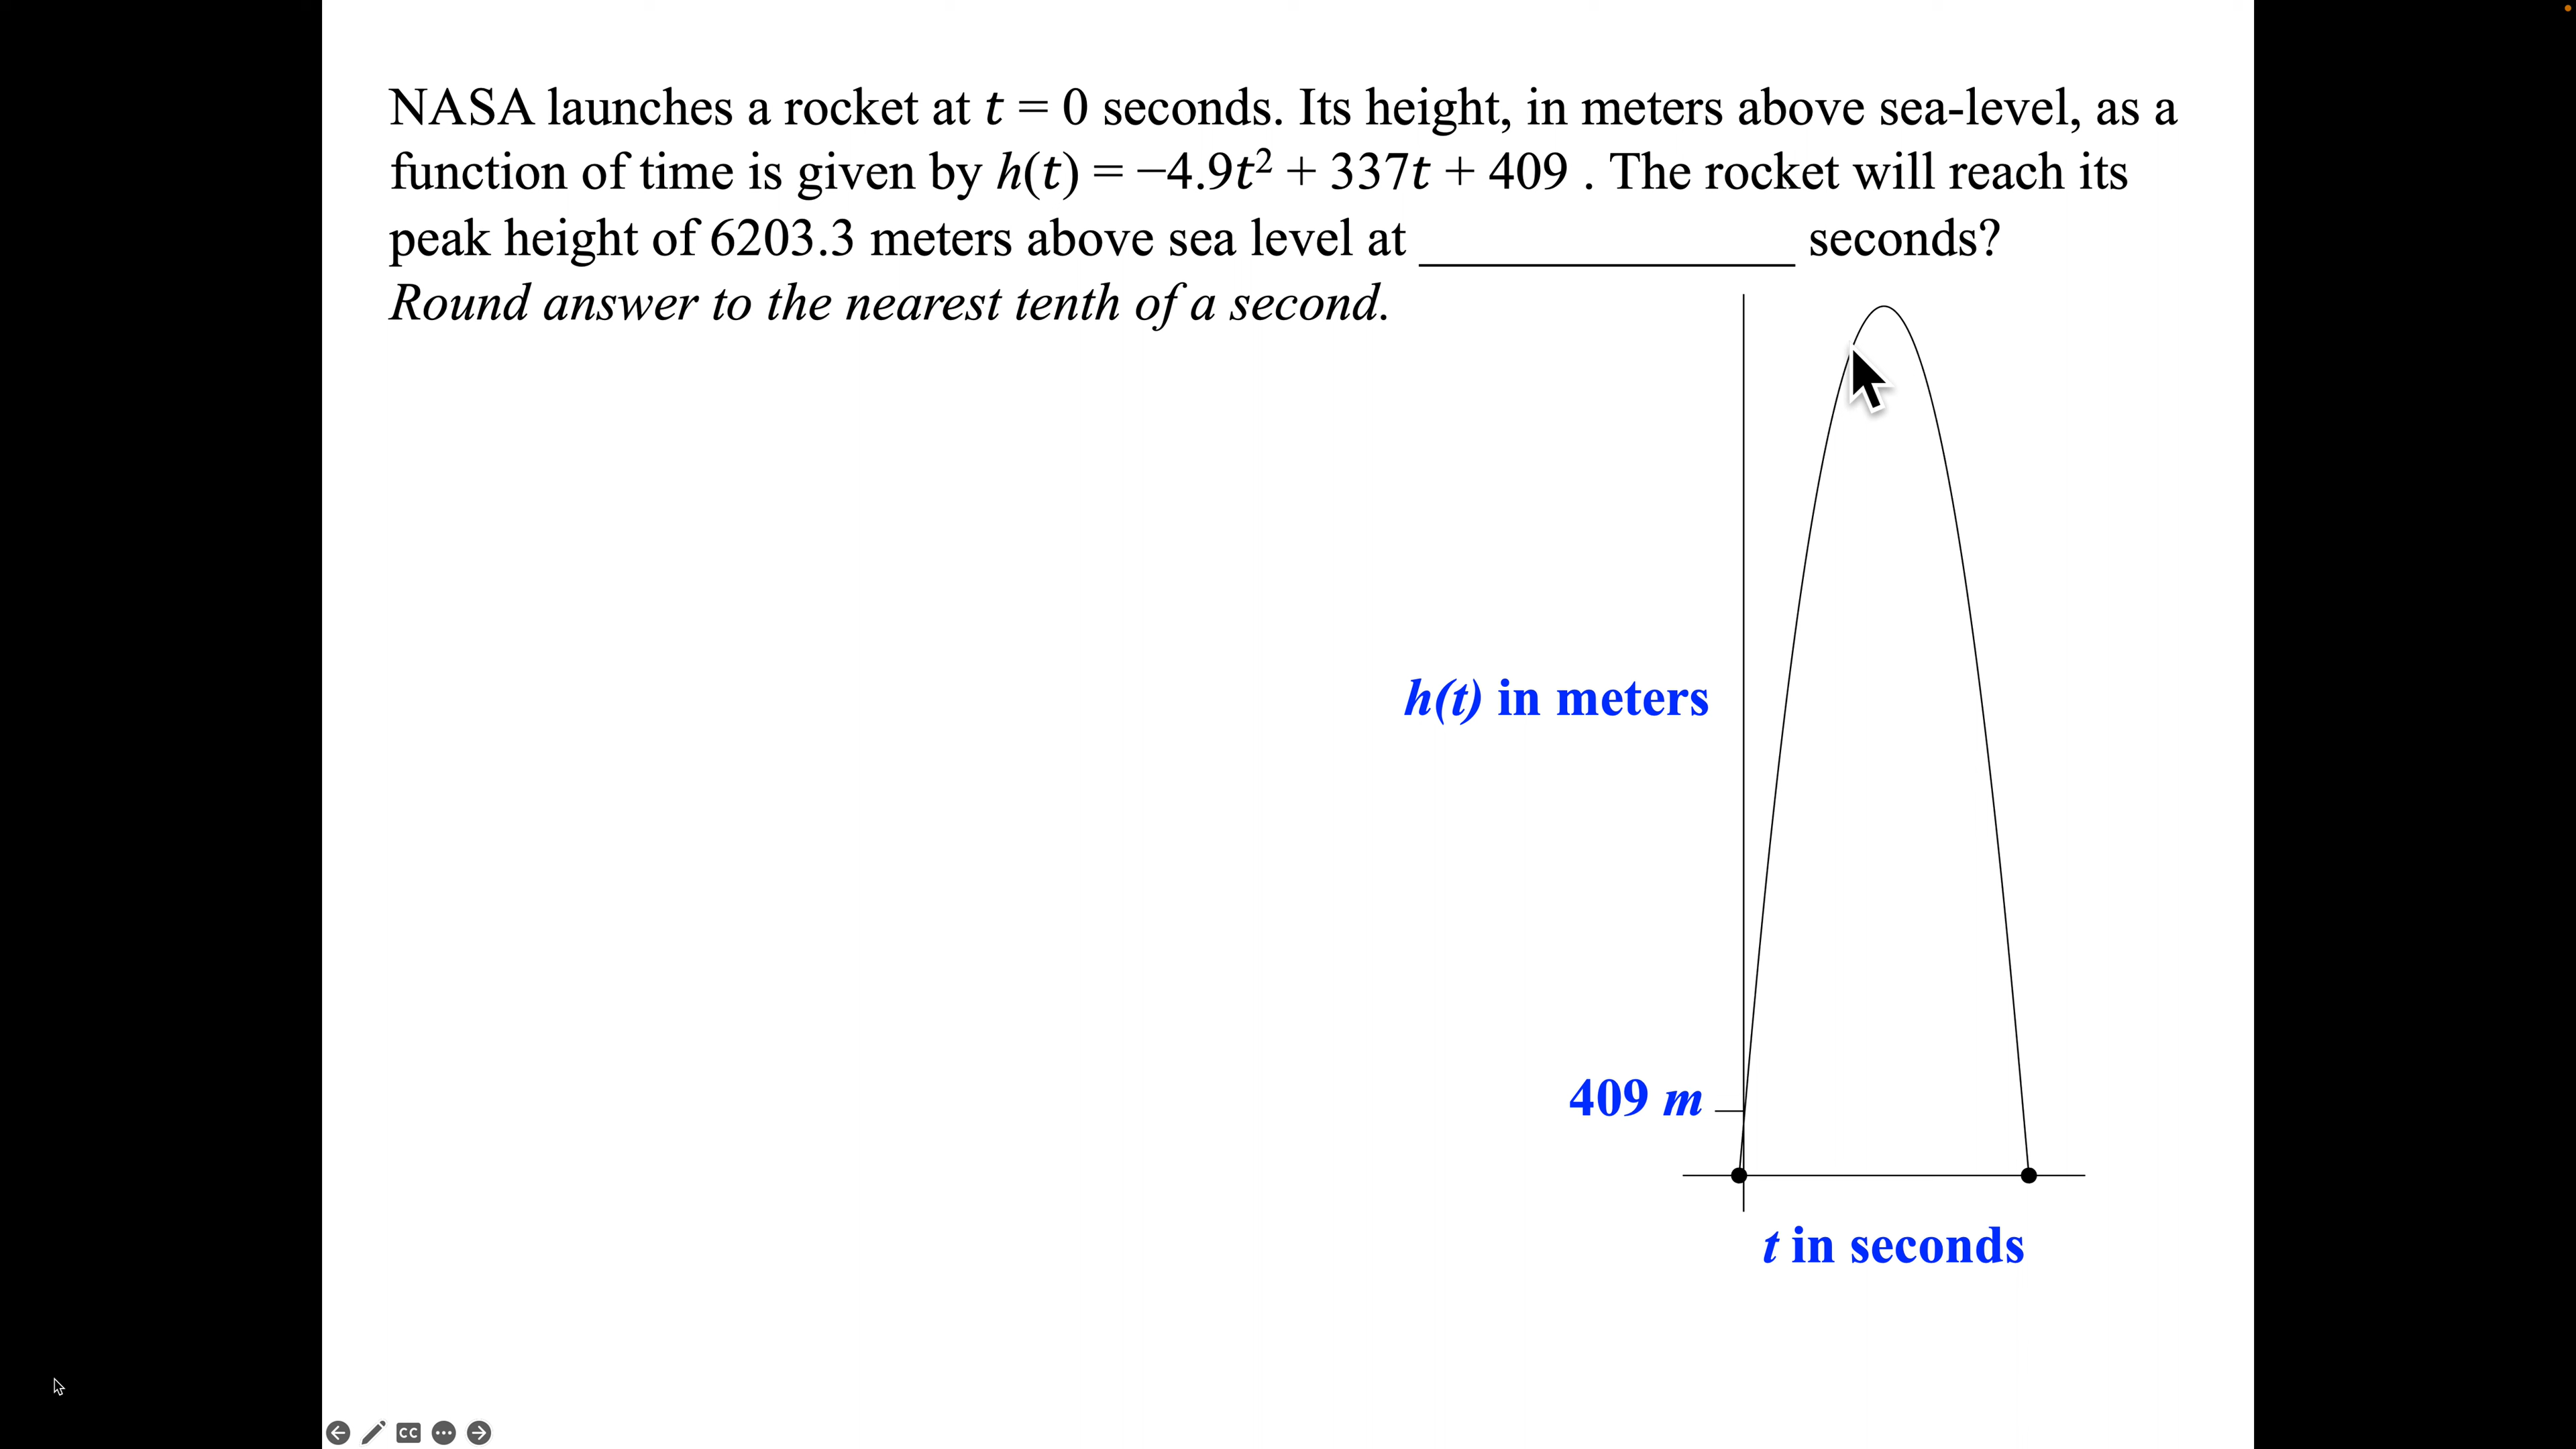 NASA launches a rocket at t = 0 seconds. Its height, in meters above sea-level, as a
function of time is given by h(t) = −4.9t² + 337t + 409 . The rocket will reach its
peak height of 6203.3 meters above sea level at ______________ seconds?
Round answer to the nearest tenth of a second.
h(t) in meters
409 m
t in seconds
CC